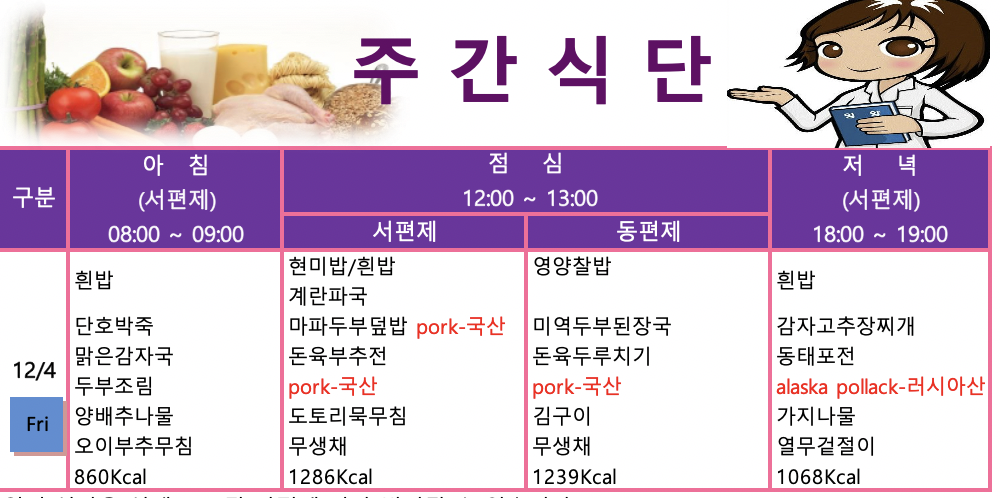 주간식단
구분
아 침
(서편제)
08:00 ~ 09:00
점 심
12:00 ~ 13:00
서편제
동편제
저 녁
(서편제)
18:00 ~ 19:00
12/4
Fri
흰밥
단호박죽
맑은감자국
두부조림
양배추나물
오이부추무침
860Kcal
현미밥/흰밥
계란파국
마파두부덮밥 pork-국산
돈육부추전
pork-국산
도토리묵무침
무생채
1286Kcal
영양찰밥
미역두부된장국
돈육두루치기
pork-국산
김구이
무생채
1239Kcal
흰밥
감자고추장찌개
동태포전
alaska pollack-러시아산
가지나물
열무겉절이
1068Kcal